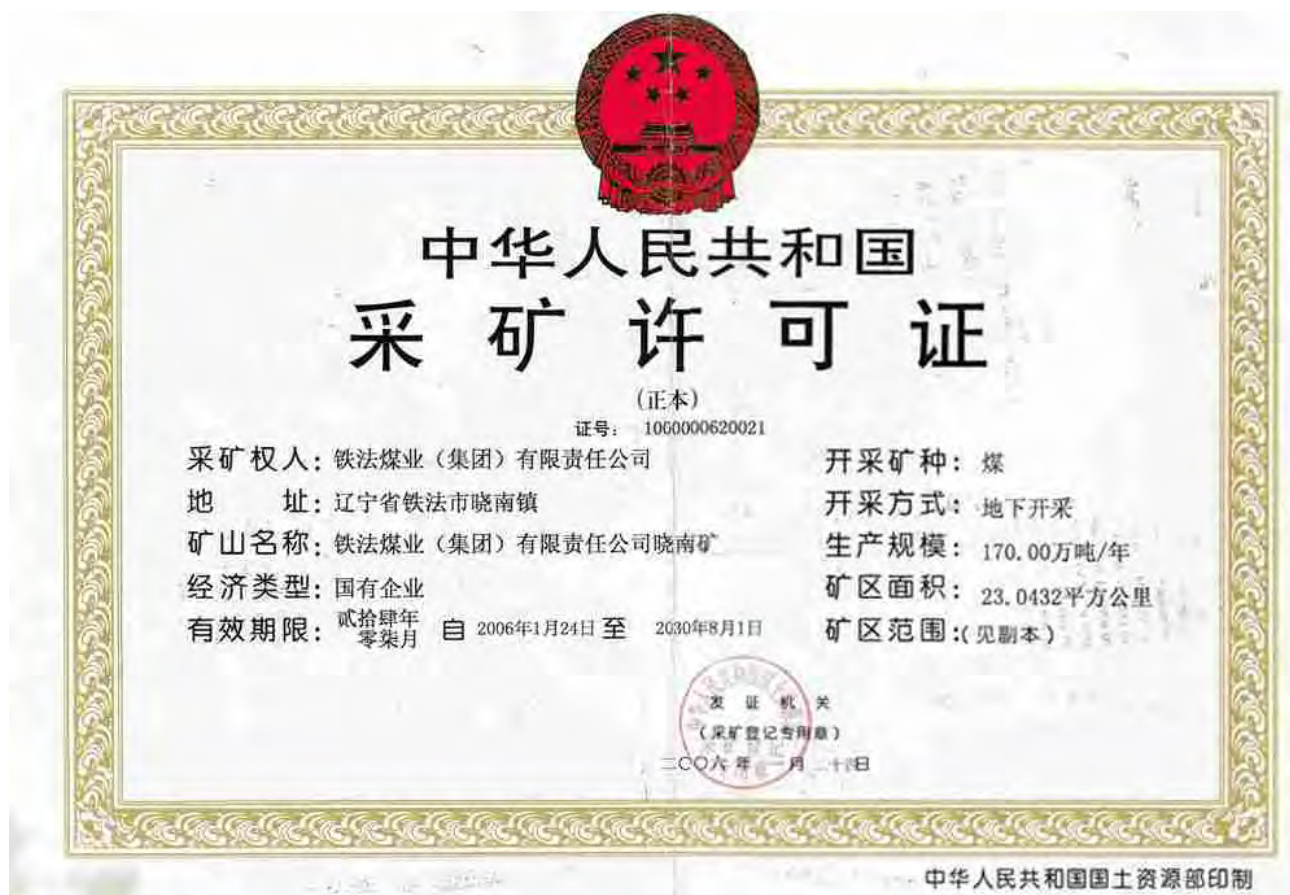 中华人民共和国
采矿许可证
(正本)
证号: 1000000620021
采矿权人: 铁法煤业（集团）有限责任公司
地 址: 辽宁省铁法市晓南镇
矿山名称: 铁法煤业（集团）有限责任公司晓南矿
经济类型: 国有企业
有效期限: 贰拾肆年零柒月 自 2006年1月24日 至 2030年8月1日
开采矿种: 煤
开采方式: 地下开采
生产规模: 170.00万吨/年
矿区面积: 23.0432平方公里
矿区范围:(见副本)
发证机关
(采矿登记专用章)
二〇〇六年一月二十四日
中华人民共和国国土资源部印制